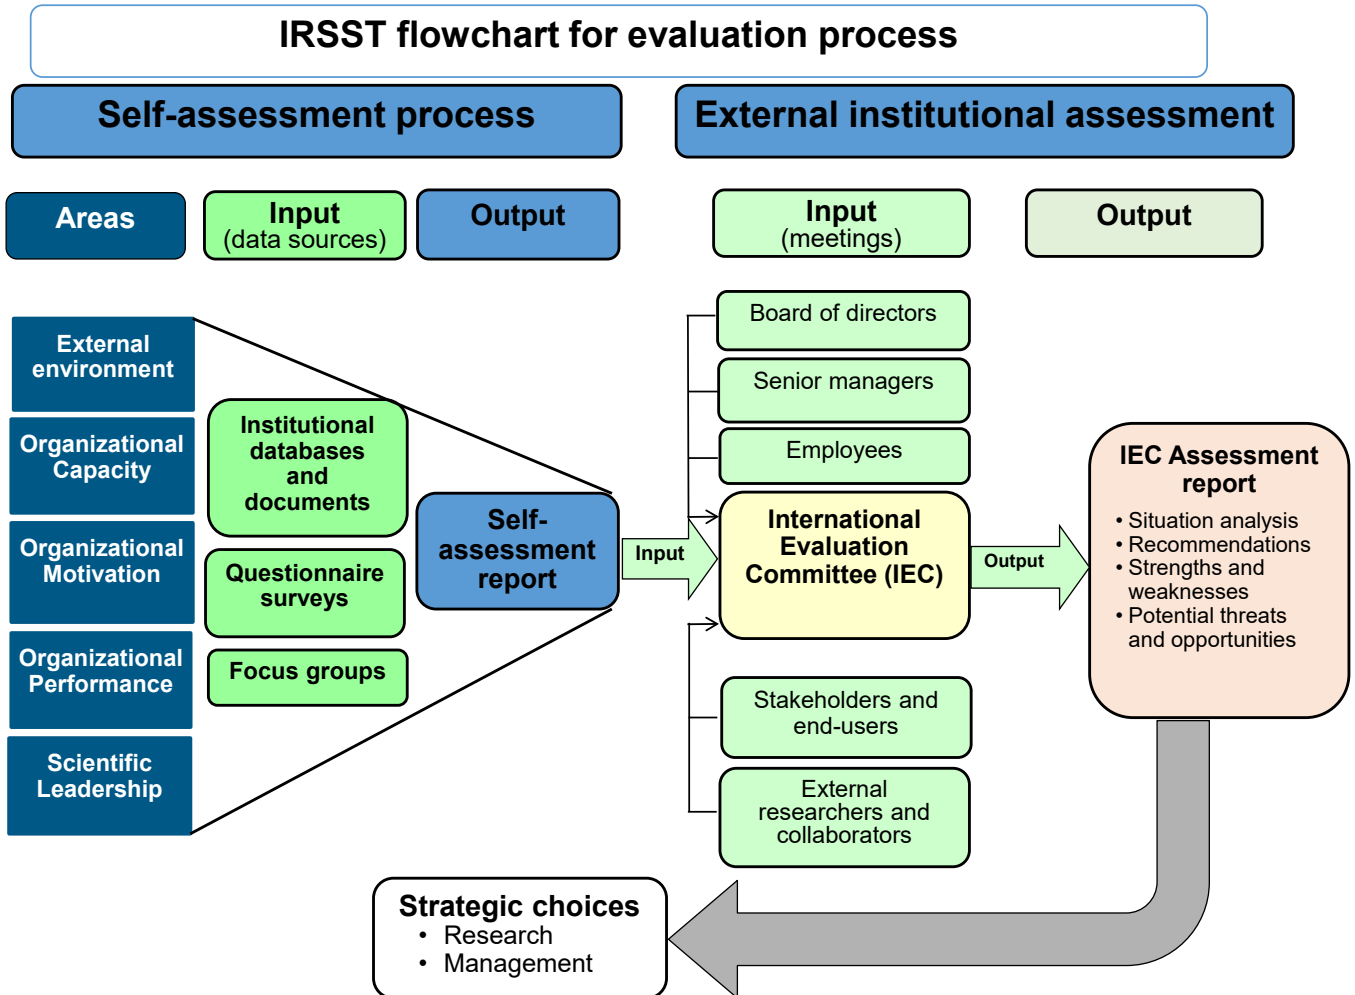 IRSST flowchart for evaluation process
Self-assessment process
External institutional assessment
Areas
Input
(data sources)
Output
Input
(meetings)
Output
External
environment
Organizational
Capacity
Organizational
Motivation
Organizational
Performance
Scientific
Leadership
Institutional
databases
and
documents
Questionnaire
surveys
Focus groups
Self-
assessment
report
Input
Board of directors
Senior managers
Employees
International
Evaluation
Committee (IEC)
Stakeholders and
end-users
External
researchers and
collaborators
Output
IEC Assessment
report
• Situation analysis
• Recommendations
• Strengths and
weaknesses
• Potential threats
and opportunities
Strategic choices
• Research
• Management